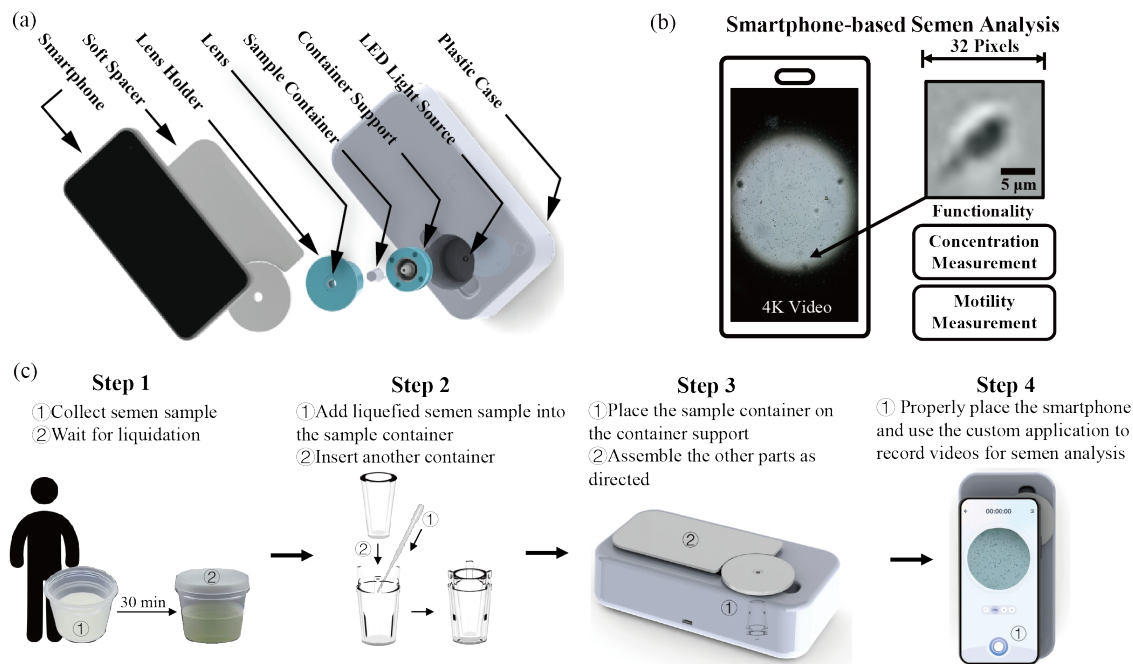 (a)
Smartphone
Soft Spacer
Lens Holder
Lens
Sample Container
Container Support
LED Light Source
Plastic Case
(b)
Smartphone-based Semen Analysis
32 Pixels
5 μm
4K Video
Functionality
Concentration
Measurement
Motility
Measurement
(c)
Step 1
①Collect semen sample
②Wait for liquidation
②
30 min
①
Step 2
①Add liquefied semen sample into
the sample container
②Insert another container
①
②
Step 3
①Place the sample container on
the container support
②Assemble the other parts as
directed
②
①
Step 4
① Properly place the smartphone
and use the custom application to
record videos for semen analysis
00:00:00
①